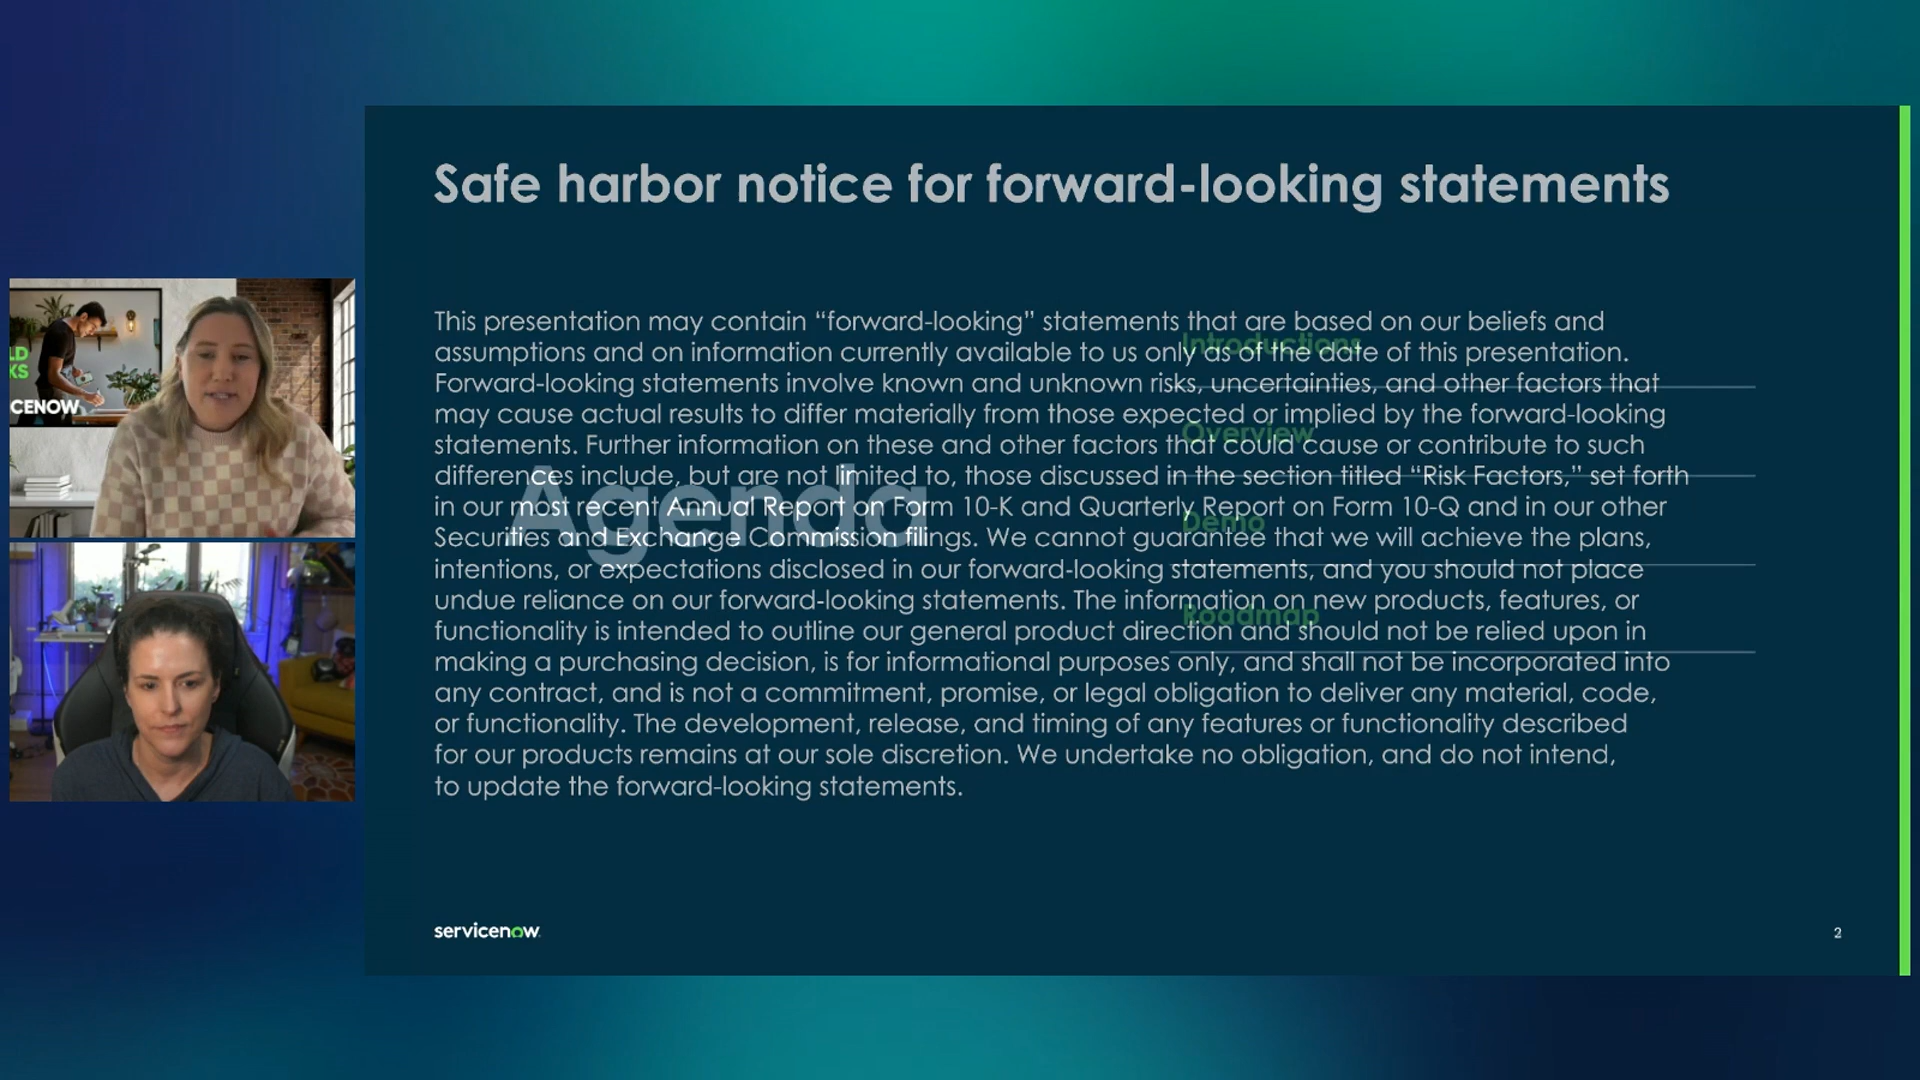 Safe harbor notice for forward-looking statements
This presentation may contain “forward-looking” statements that are based on our beliefs and
assumptions and on information currently available to us only as of the date of this presentation.
Forward-looking statements involve known and unknown risks, uncertainties, and other factors that
may cause actual results to differ materially from those expected or implied by the forward-looking
statements. Further information on these and other factors that could cause or contribute to such
differences include, but are not limited to, those discussed in the section titled “Risk Factors,” set forth
in our most recent Annual Report on Form 10-K and Quarterly Report on Form 10-Q and in our other
Securities and Exchange Commission filings. We cannot guarantee that we will achieve the plans,
intentions, or expectations disclosed in our forward-looking statements, and you should not place
undue reliance on our forward-looking statements. The information on new products, features, or
functionality is intended to outline our general product direction and should not be relied upon in
making a purchasing decision, is for informational purposes only, and shall not be incorporated into
any contract, and is not a commitment, promise, or legal obligation to deliver any material, code,
or functionality. The development, release, and timing of any features or functionality described
for our products remains at our sole discretion. We undertake no obligation, and do not intend,
to update the forward-looking statements.
Agenda
Introductions
Overview
Demo
Roadmap
LD
KS
CENOW
servicenow
2